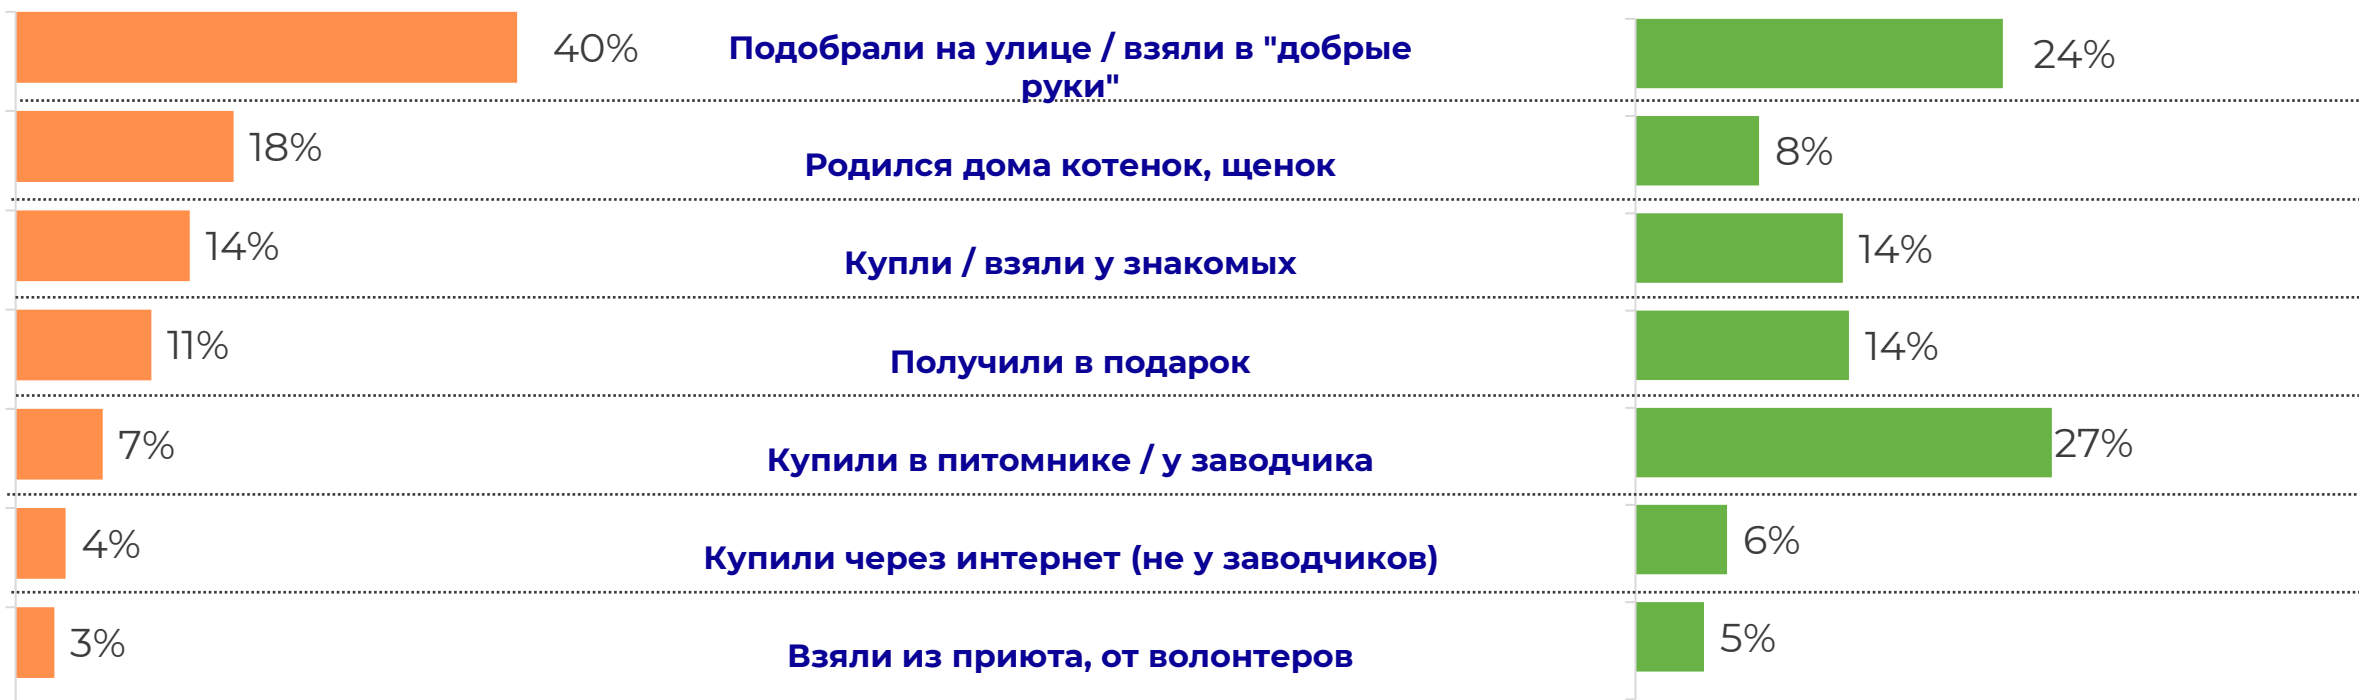 40%
Подобрали на улице / взяли в "добрые
руки"
24%
18%
Родился дома котенок, щенок
8%
14%
Купли / взяли у знакомых
14%
11%
Получили в подарок
14%
7%
Купили в питомнике / у заводчика
27%
4%
Купили через интернет (не у заводчиков)
6%
3%
Взяли из приюта, от волонтеров
5%